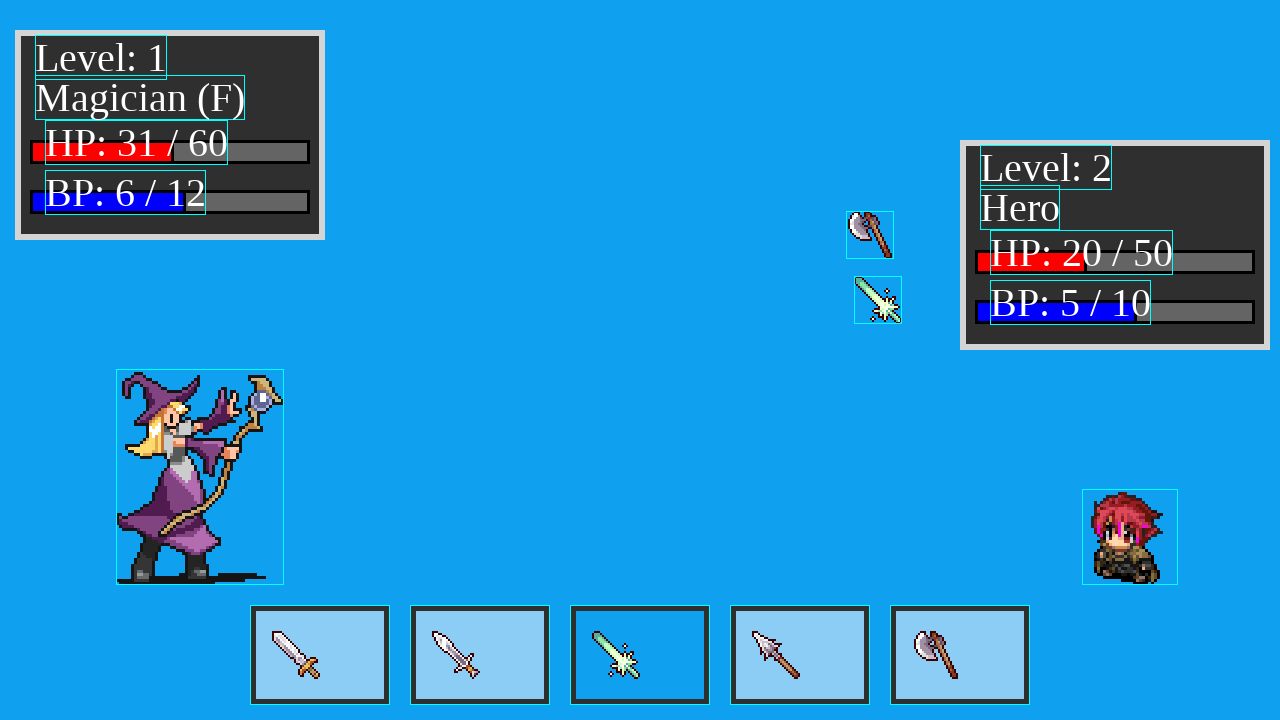 Level: 1
Magician (F)
HP: 31 / 60
BP: 6 / 12
Level: 2
Hero
HP: 20 / 50
BP: 5 / 10